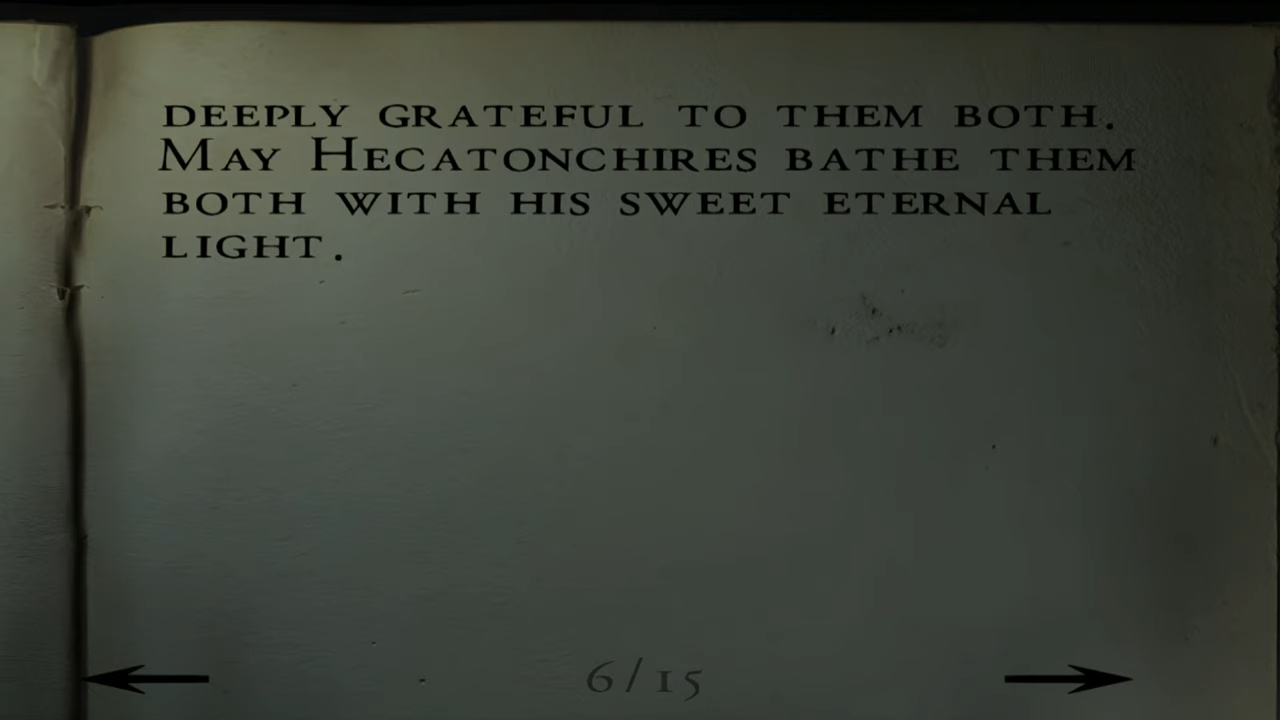 DEEPLY GRATEFUL TO THEM BOTH.
MAY HECATONCHIRES BATHE THEM
BOTH WITH HIS SWEET ETERNAL
LIGHT.
6/15